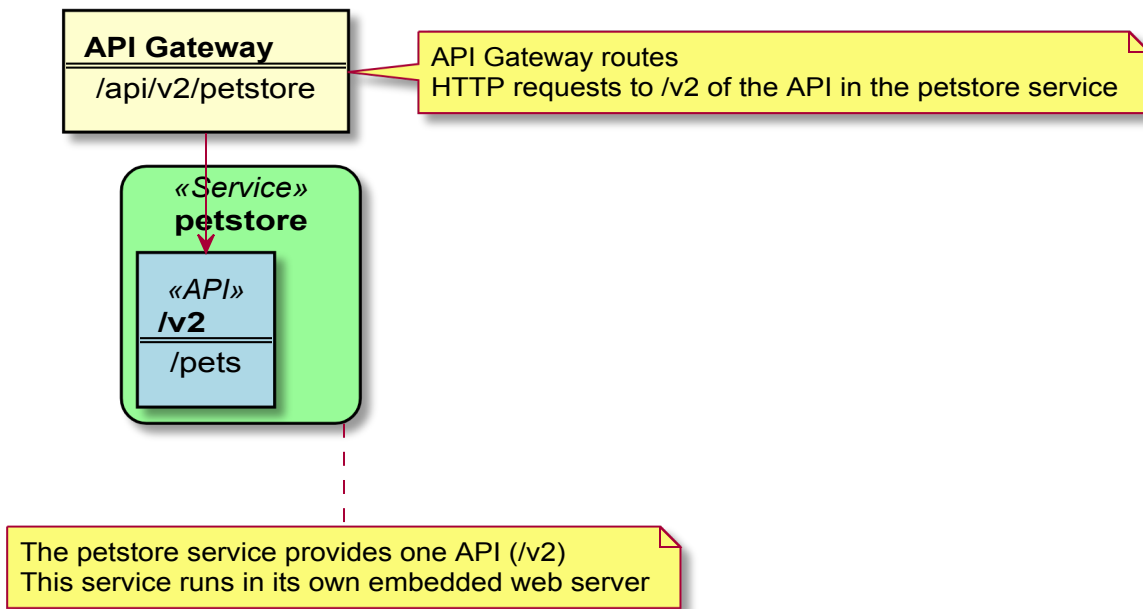 API Gateway
/api/v2/petstore
API Gateway routes
HTTP requests to /v2 of the API in the petstore service
«Service»
petstore
«API»
/v2
/pets
The petstore service provides one API (/v2)
This service runs in its own embedded web server